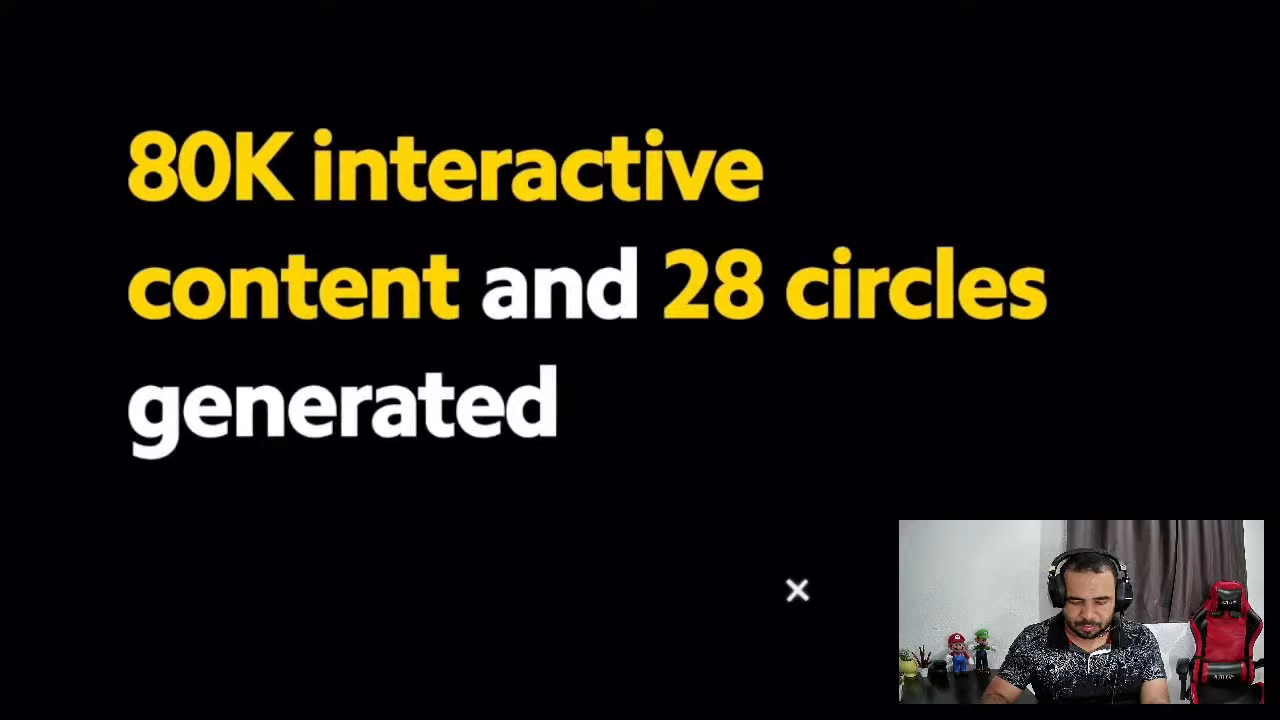 80K interactive
content and 28 circles
generated